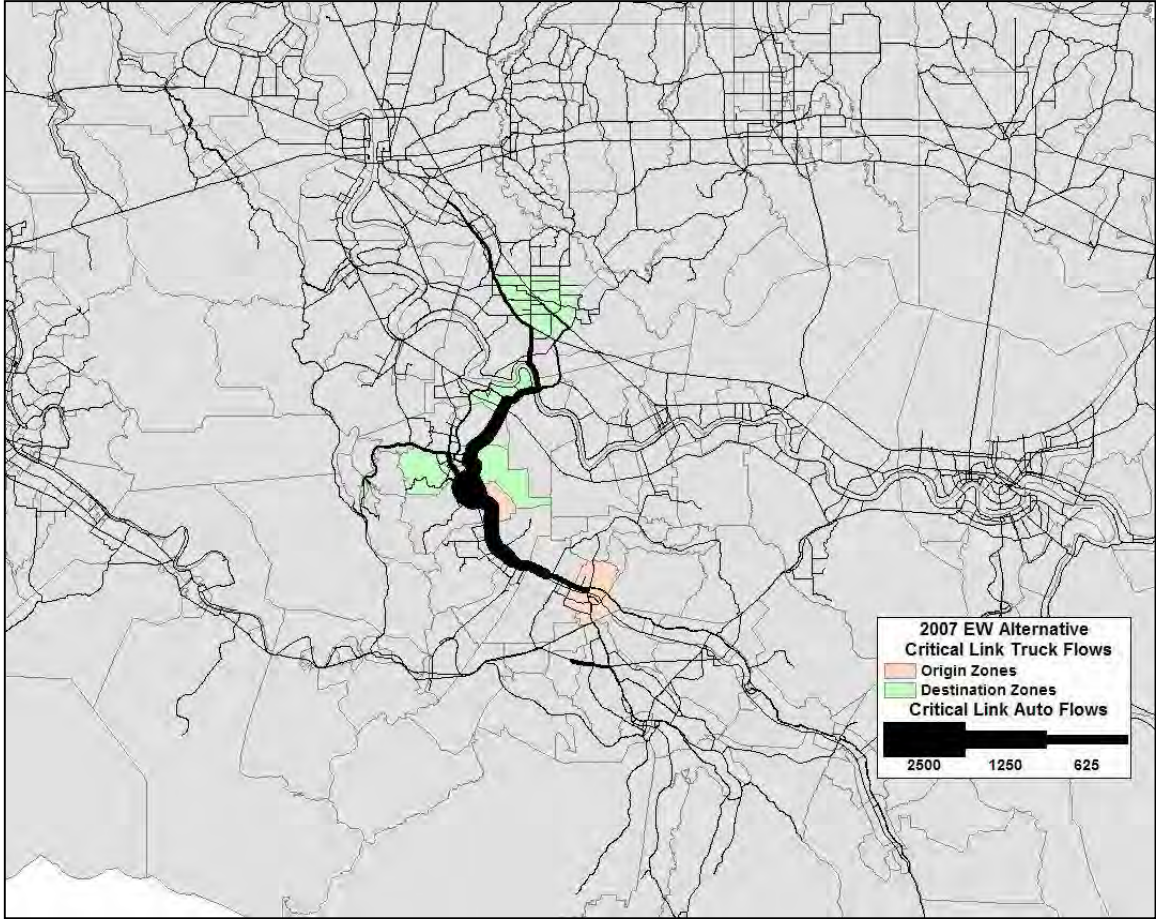 2007 EW Alternative
Critical Link Truck Flows
Origin Zones
Destination Zones
Critical Link Auto Flows
2500 1250 625